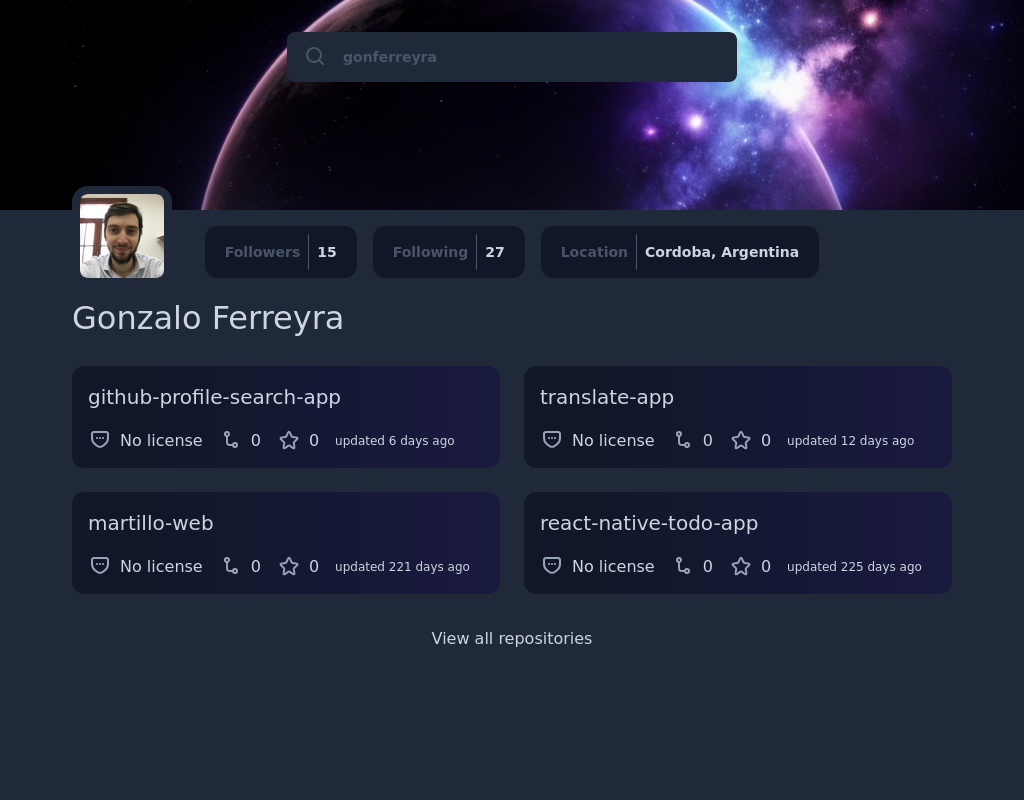 gonferreyra
Followers 15 Following 27 Location Cordoba, Argentina
Gonzalo Ferreyra
github-profile-search-app
No license 0 0 updated 6 days ago
translate-app
No license 0 0 updated 12 days ago
martillo-web
No license 0 0 updated 221 days ago
react-native-todo-app
No license 0 0 updated 225 days ago
View all repositories